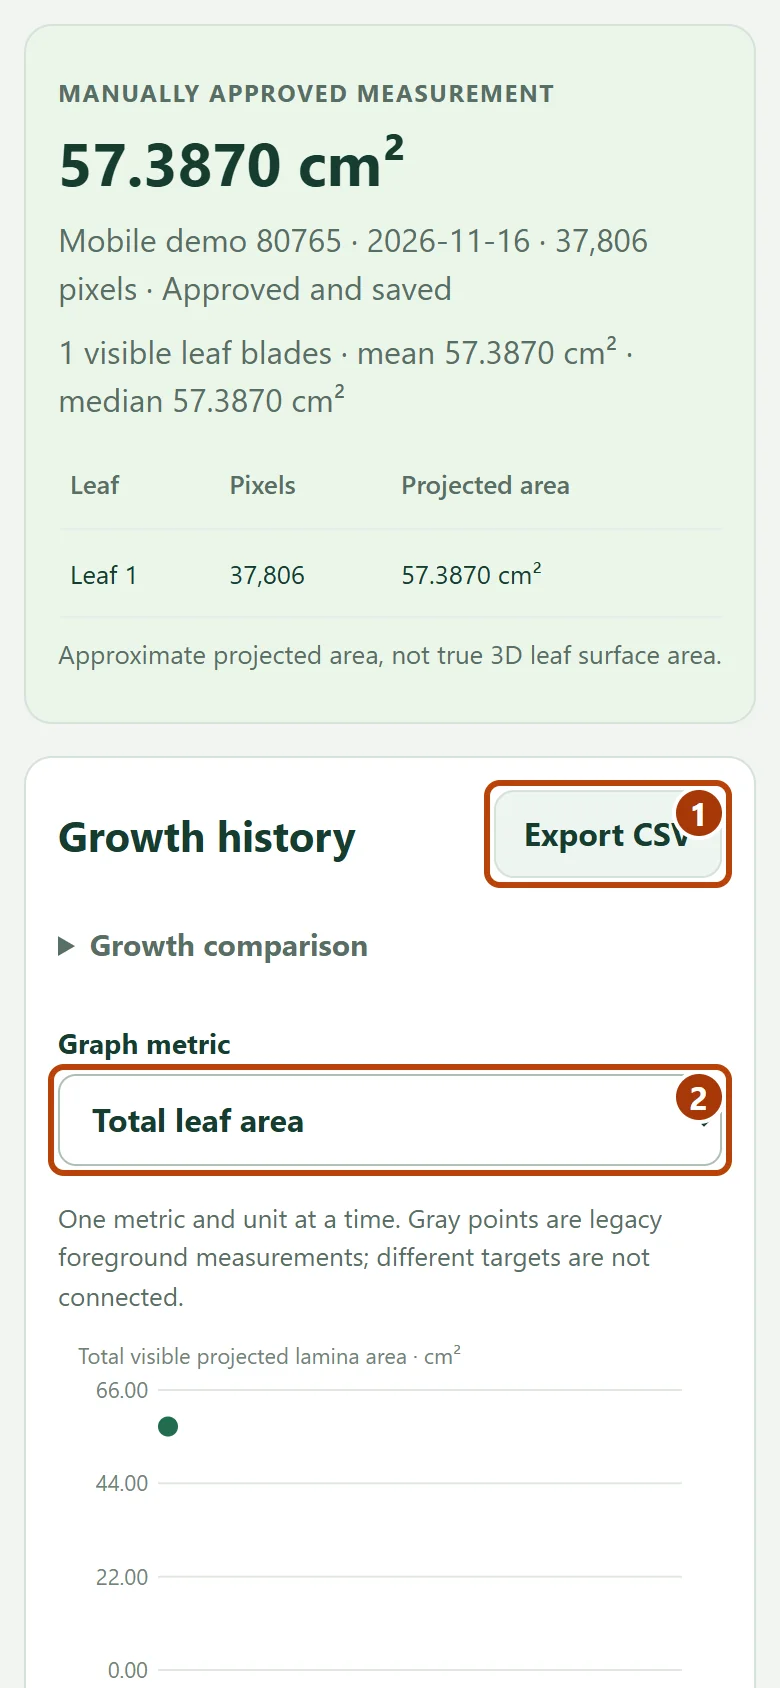 MANUALLY APPROVED MEASUREMENT
57.3870 cm²
Mobile demo 80765 · 2026-11-16 · 37,806
pixels · Approved and saved
1 visible leaf blades · mean 57.3870 cm² ·
median 57.3870 cm²
Leaf Pixels Projected area
Leaf 1 37,806 57.3870 cm²
Approximate projected area, not true 3D leaf surface area.
Growth history
Export CSV
1
▶ Growth comparison
Graph metric
Total leaf area
2
One metric and unit at a time. Gray points are legacy
foreground measurements; different targets are not
connected.
Total visible projected lamina area · cm²
66.00
44.00
22.00
0.00